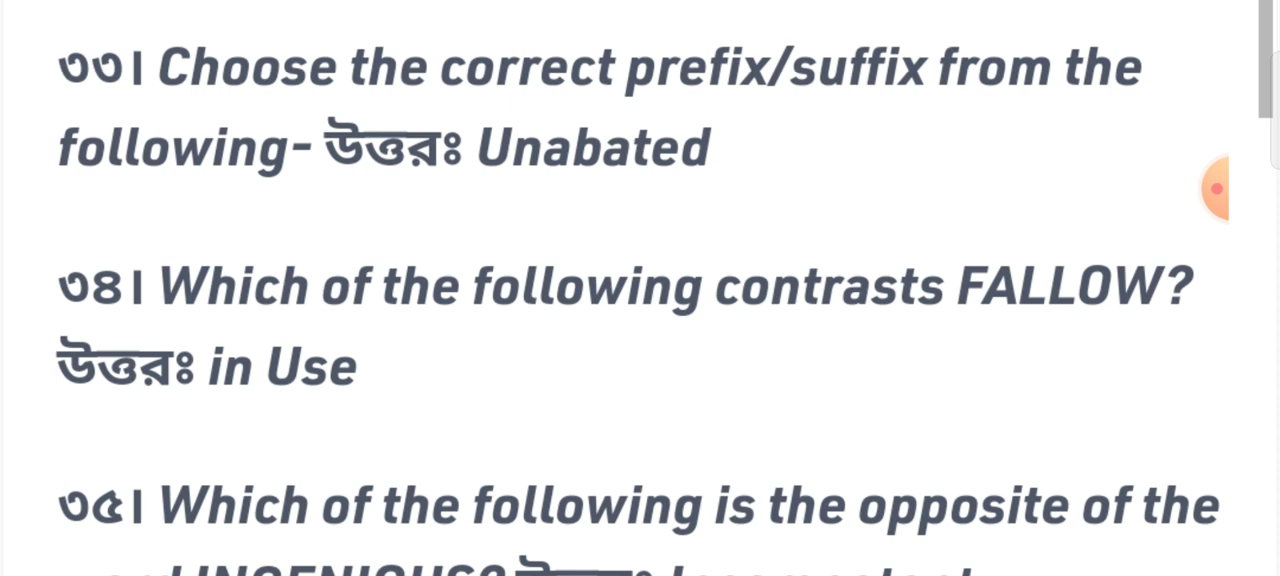 ৩৩। Choose the correct prefix/suffix from the
following- উত্তরঃ Unabated
৩৪। Which of the following contrasts FALLOW?
উত্তরঃ in Use
৩৫। Which of the following is the opposite of the